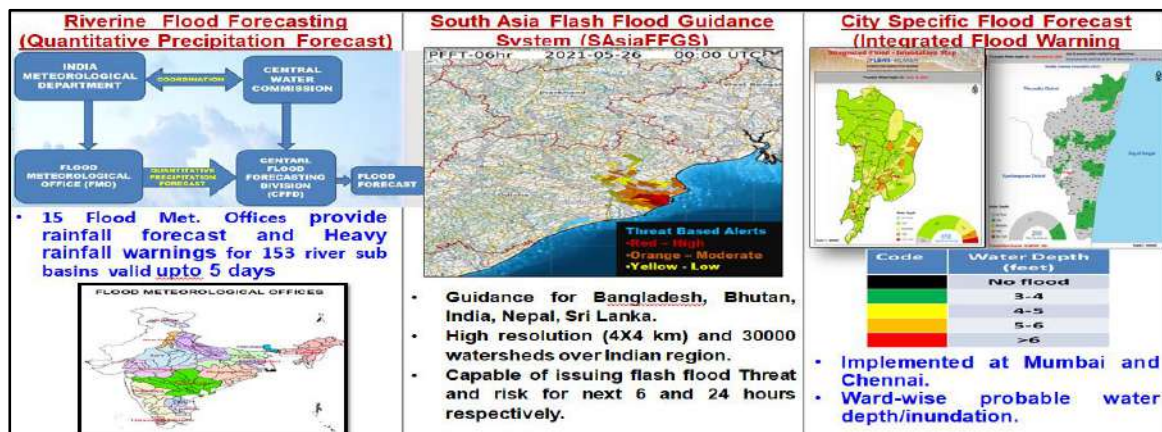 Riverine Flood Forecasting
(Quantitative Precipitation Forecast)
INDIA
METEOROLOGICAL
DEPARTMENT
COORDINATION
CENTRAL
WATER
COMMISSION
FLOOD
METEOROLOGICAL
OFFICE (FMO)
QUANTITATIVE
PRECIPITATION
FORECAST
CENTARL
FLOOD
FORECASTING
DIVISION
(CFFD)
FLOOD
FORECAST
• 15 Flood Met. Offices provide
rainfall forecast and Heavy
rainfall warnings for 153 river sub
basins valid upto 5 days
FLOOD METEOROLOGICAL OFFICES
South Asia Flash Flood Guidance
System (SAsiaFFGS)
PFFT-06hr 2021-05-26 00:00 UTC
Threat Based Alerts
•Red – High
•Orange – Moderate
•Yellow - Low
• Guidance for Bangladesh, Bhutan,
India, Nepal, Sri Lanka.
• High resolution (4X4 km) and 30000
watersheds over Indian region.
• Capable of issuing flash flood Threat
and risk for next 6 and 24 hours
respectively.
City Specific Flood Forecast
(Integrated Flood Warning
Code Water Depth
(feet)
No flood
3-4
4-5
5-6
>6
• Implemented at Mumbai and
Chennai.
• Ward-wise probable water
depth/inundation.